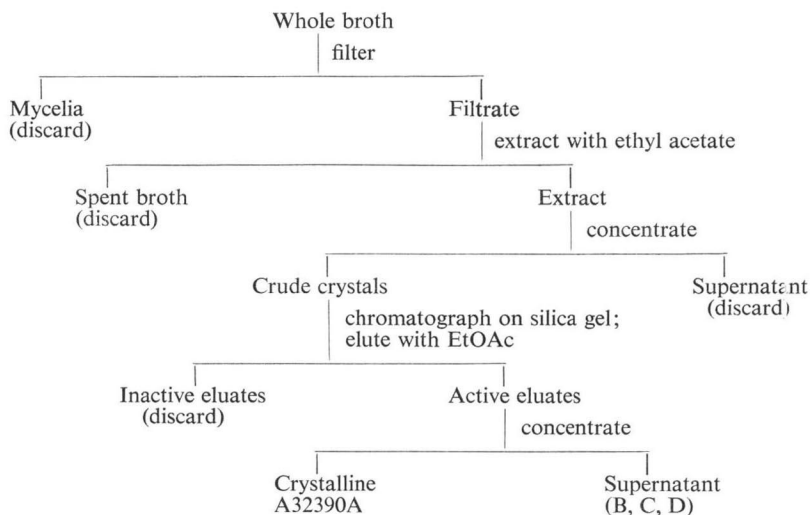 Whole broth
filter
Mycelia
(discard)
Filtrate
extract with ethyl acetate
Spent broth
(discard)
Extract
concentrate
Crude crystals
Supernatant
(discard)
chromatograph on silica gel;
elute with EtOAc
Inactive eluates
(discard)
Active eluates
concentrate
Crystalline
A32390A
Supernatant
(B, C, D)